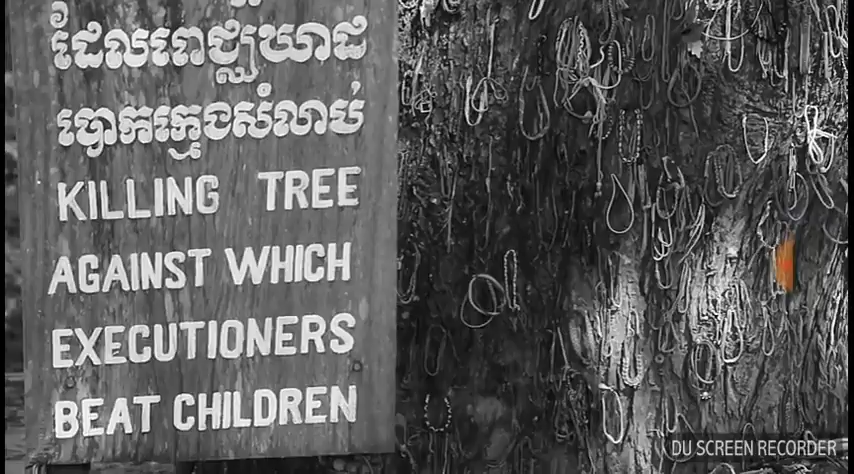 ដែលពេជ្ឈឃាដ
បោកក្មេងសំលាប់
KILLING TREE
AGAINST WHICH
EXECUTIONERS
BEAT CHILDREN
DU SCREEN RECORDER